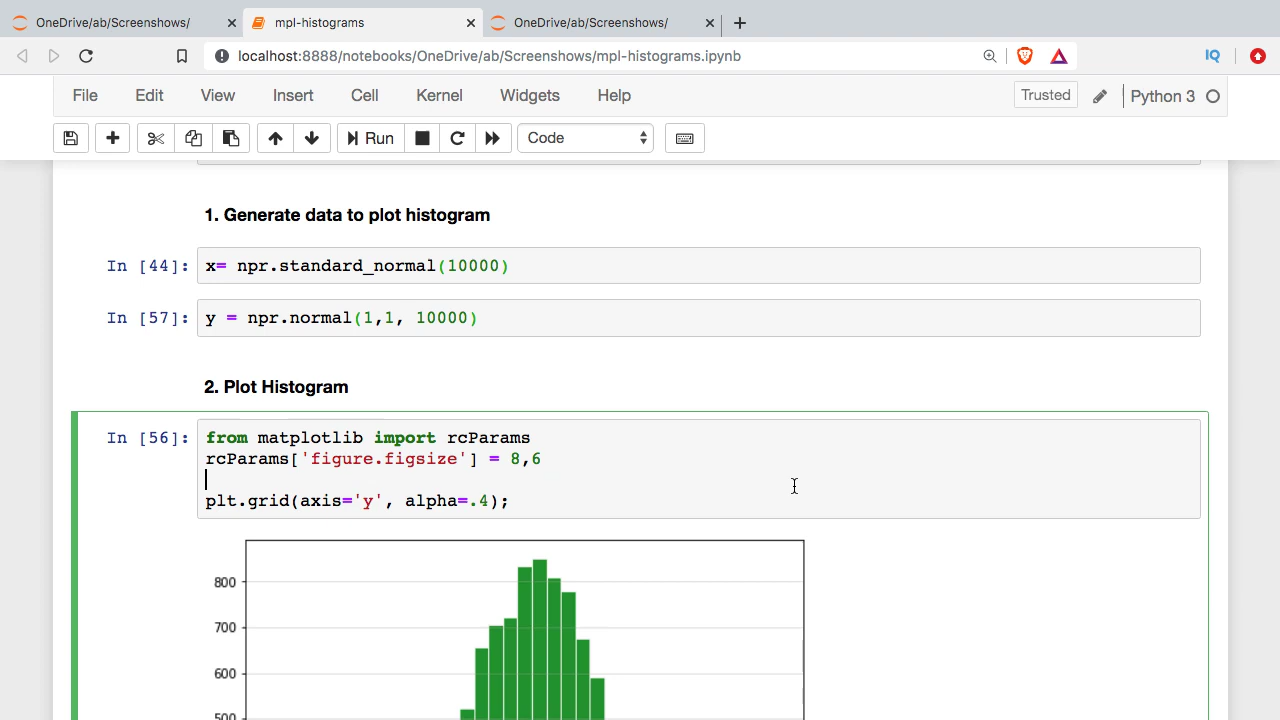 OneDrive/ab/Screenshows/
mpl-histograms
OneDrive/ab/Screenshows/
localhost:8888/notebooks/OneDrive/ab/Screenshows/mpl-histograms.ipynb
IQ
File Edit View Insert Cell Kernel Widgets Help
Trusted
Python 3
Run
Code
1. Generate data to plot histogram
In [44]: x= npr.standard_normal(10000)
In [57]: y = npr.normal(1,1, 10000)
2. Plot Histogram
In [56]: from matplotlib import rcParams
rcParams['figure.figsize'] = 8,6
plt.grid(axis='y', alpha=.4);
800
700
600
500